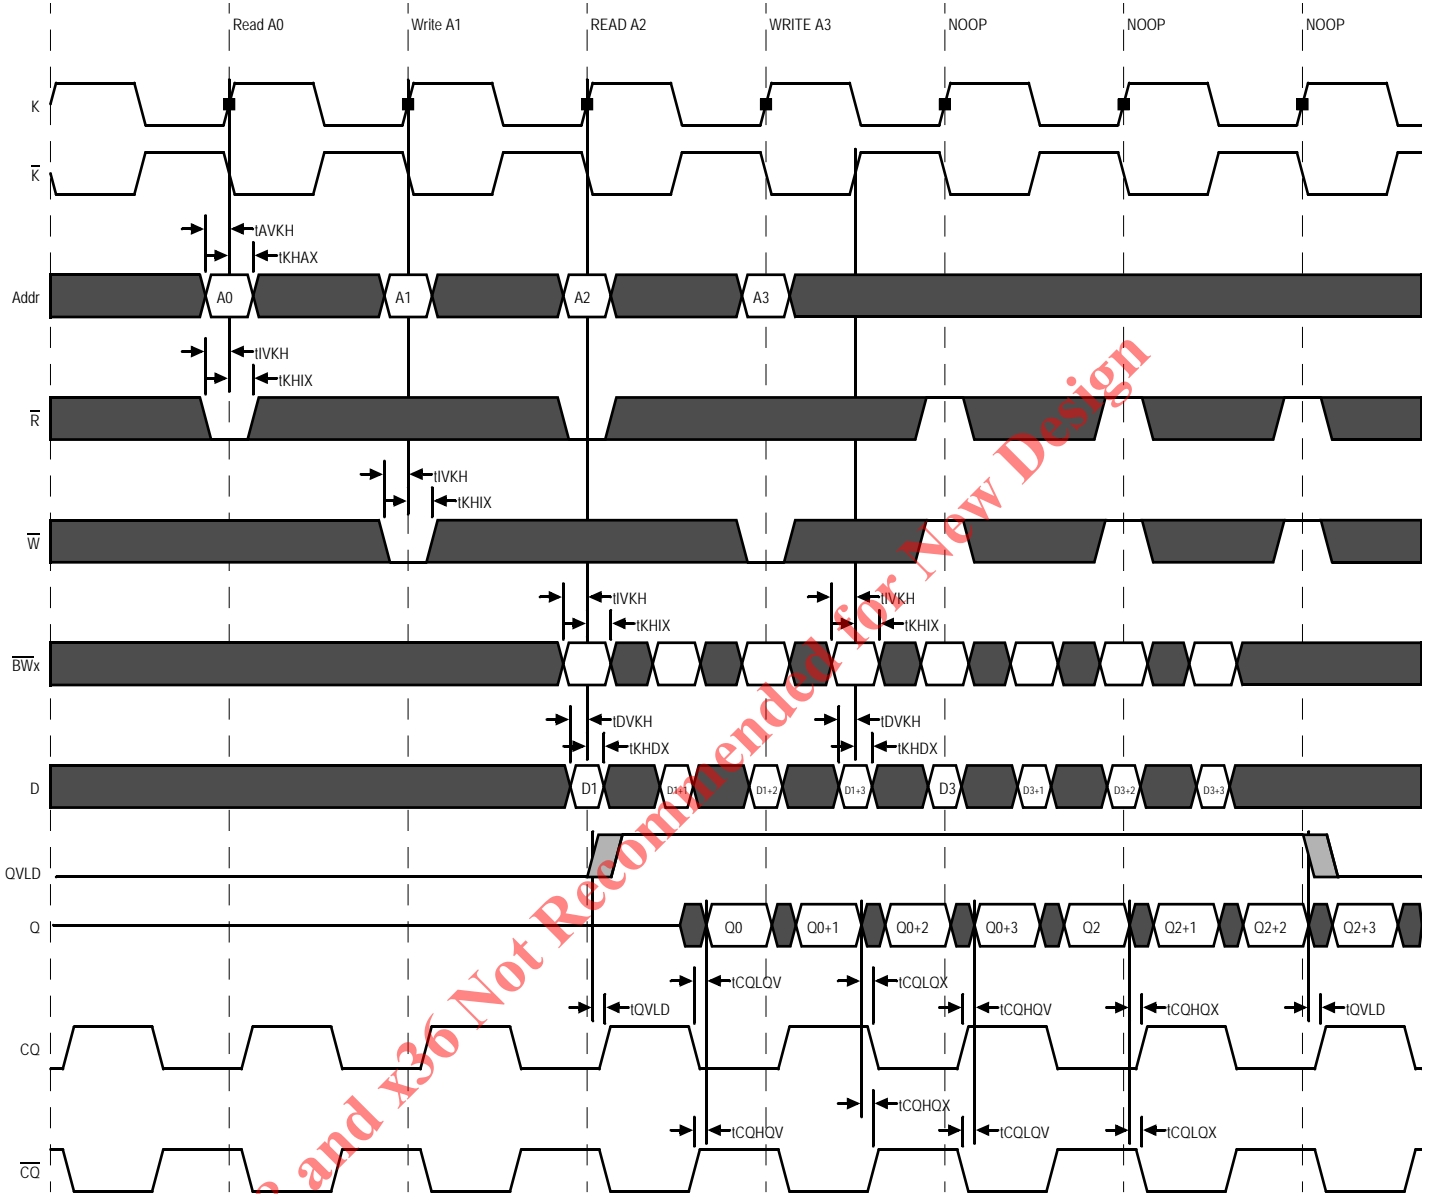 Read A0 Write A1 READ A2 WRITE A3 NOOP NOOP NOOP
K
K
tAVKH
tKHAX
Addr A0 A1 A2 A3
tIVKH
tKHIX
R
tIVKH
tKHIX
W
tIVKH tIVKH
tKHIX tKHIX
BWx
tDVKH tDVKH
tKHDX tKHDX
D D1 D1+1 D1+2 D1+3 D3 D3+1 D3+2 D3+3
QVLD
Q Q0 Q0+1 Q0+2 Q0+3 Q2 Q2+1 Q2+2 Q2+3
tCQLQV tCQLQX
tQVLD tCQHQV tCQHQX tQVLD
CQ
tCQHQX
tCQHQV tCQLQV tCQLQX
CQ
and x36 Not Recommended for New Design